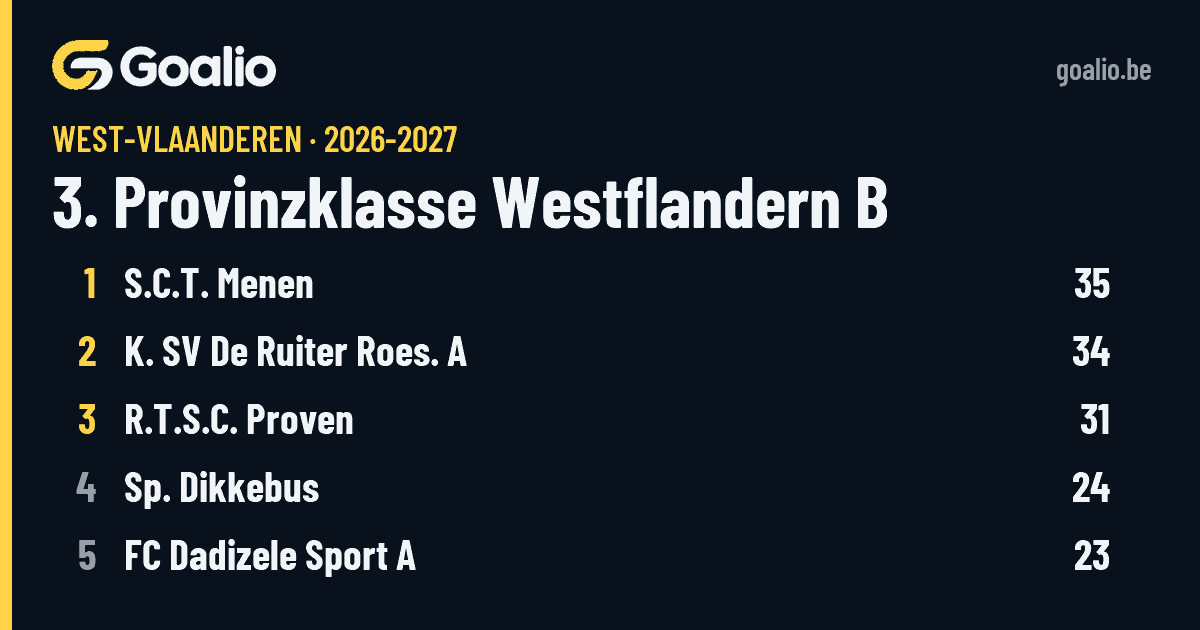 Goalio
goalio.be
WEST-VLAANDEREN · 2026-2027
3. Provinzklasse Westflandern B
1 S.C.T. Menen 35
2 K. SV De Ruiter Roes. A 34
3 R.T.S.C. Proven 31
4 Sp. Dikkebus 24
5 FC Dadizele Sport A 23